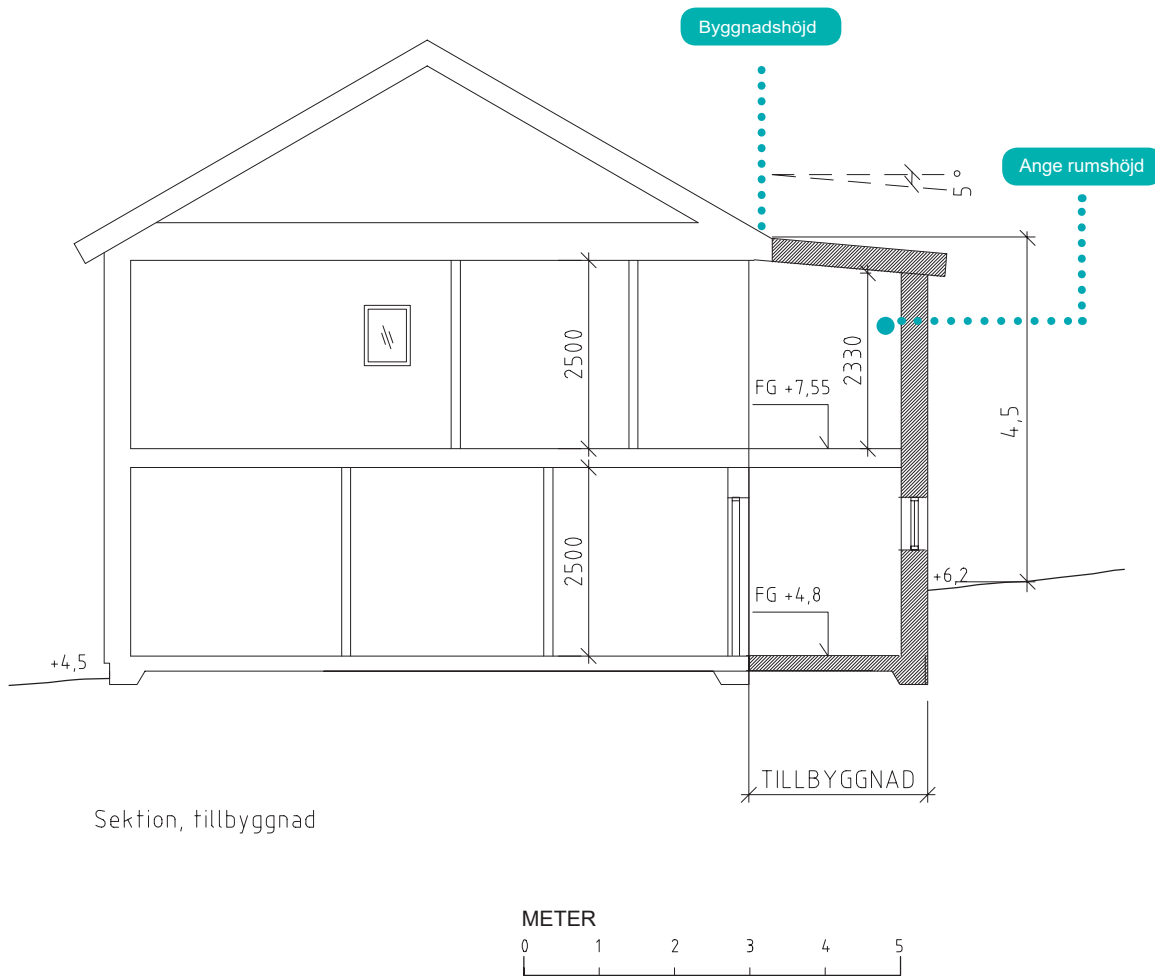 Byggnadshöjd
Ange rumshöjd
5°
2500
2330
FG +7,55
4,5
2500
+6,2
FG +4,8
+4,5
TILLBYGGNAD
Sektion, tillbyggnad
METER
0 1 2 3 4 5